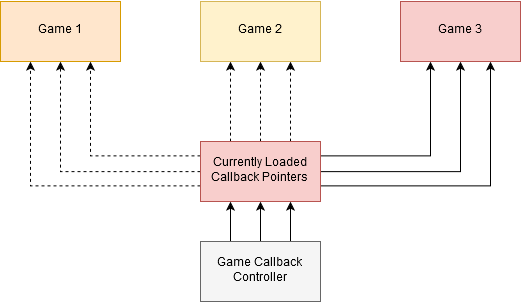 Game 1
Game 2
Game 3
Currently Loaded
Callback Pointers
Game Callback
Controller